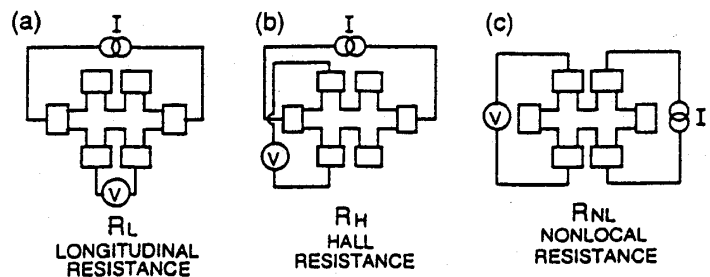 (a)
I
V
RL
LONGITUDINAL
RESISTANCE
(b)
I
V
RH
HALL
RESISTANCE
(c)
V
I
RNL
NONLOCAL
RESISTANCE